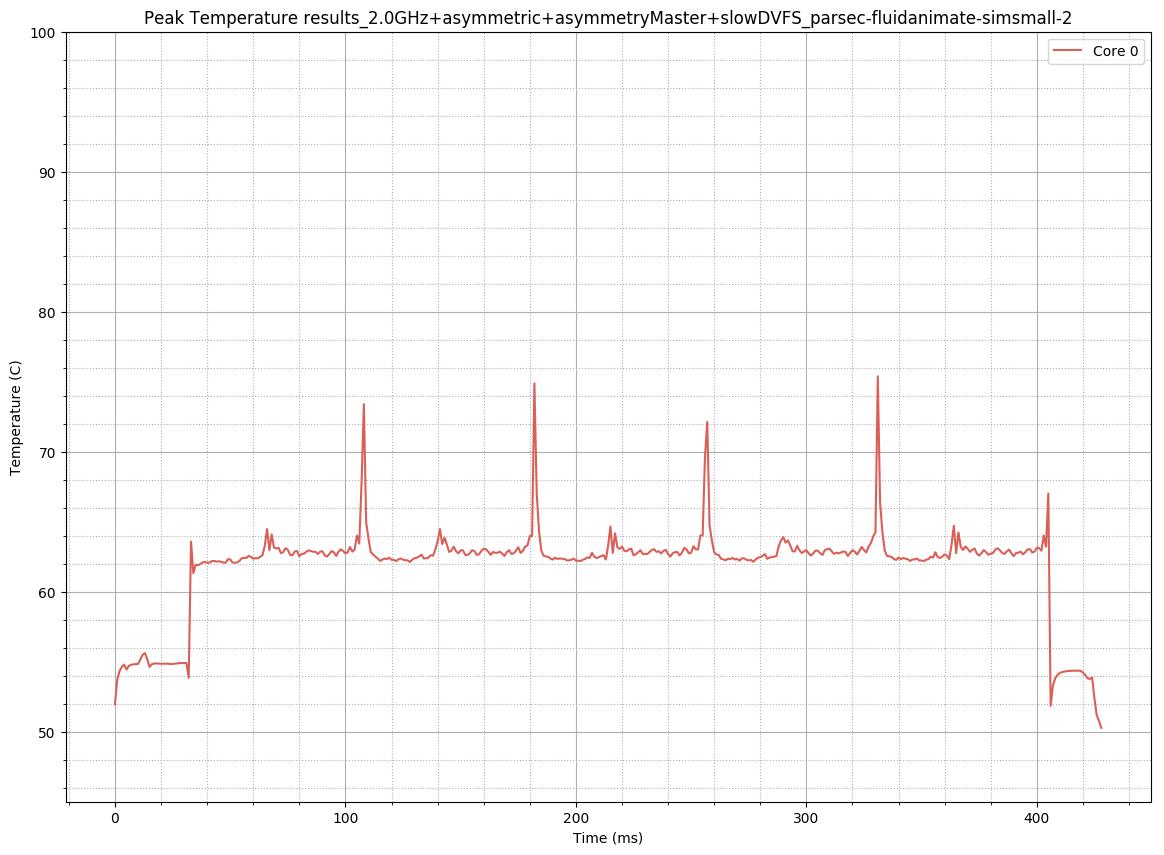 Peak Temperature results_2.0GHz+asymmetric+asymmetryMaster+slowDVFS_parsec-fluidanimate-simsmall-2
100
Core 0
90
80
70
60
50
Temperature (C)
0 100 200 300 400
Time (ms)